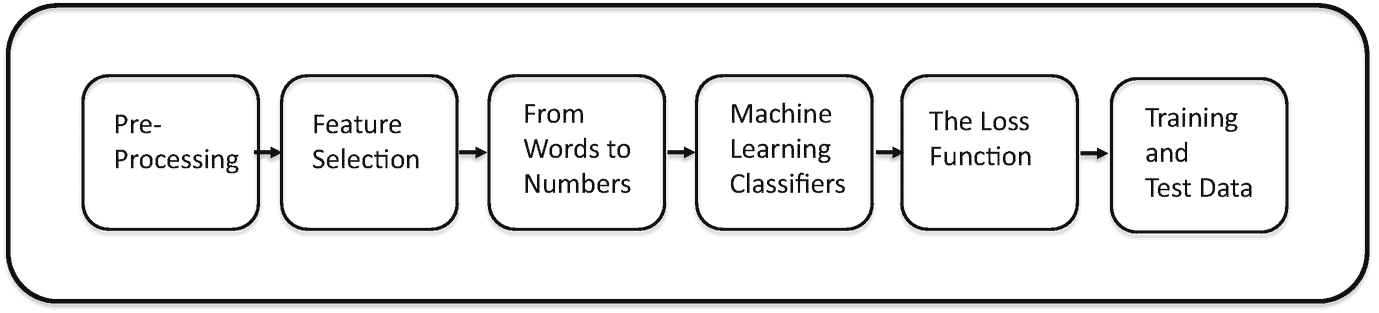 Pre-
Processing
Feature
Selection
From
Words to
Numbers
Machine
Learning
Classifiers
The Loss
Function
Training
and
Test Data